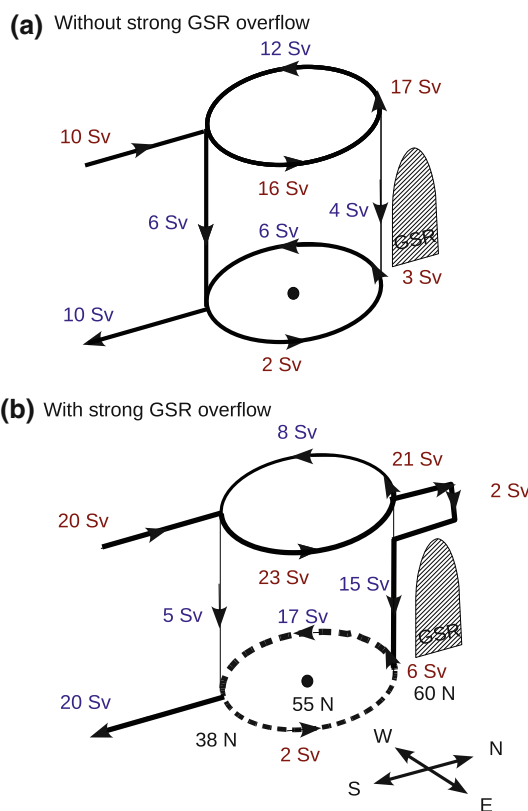 (a) Without strong GSR overflow
12 Sv
17 Sv
10 Sv
16 Sv
4 Sv
6 Sv
6 Sv
GSR
3 Sv
10 Sv
2 Sv
(b) With strong GSR overflow
8 Sv
21 Sv
2 Sv
20 Sv
23 Sv
15 Sv
5 Sv
17 Sv
GSR
6 Sv
60 N
55 N
20 Sv
38 N
2 Sv
W
N
S
E